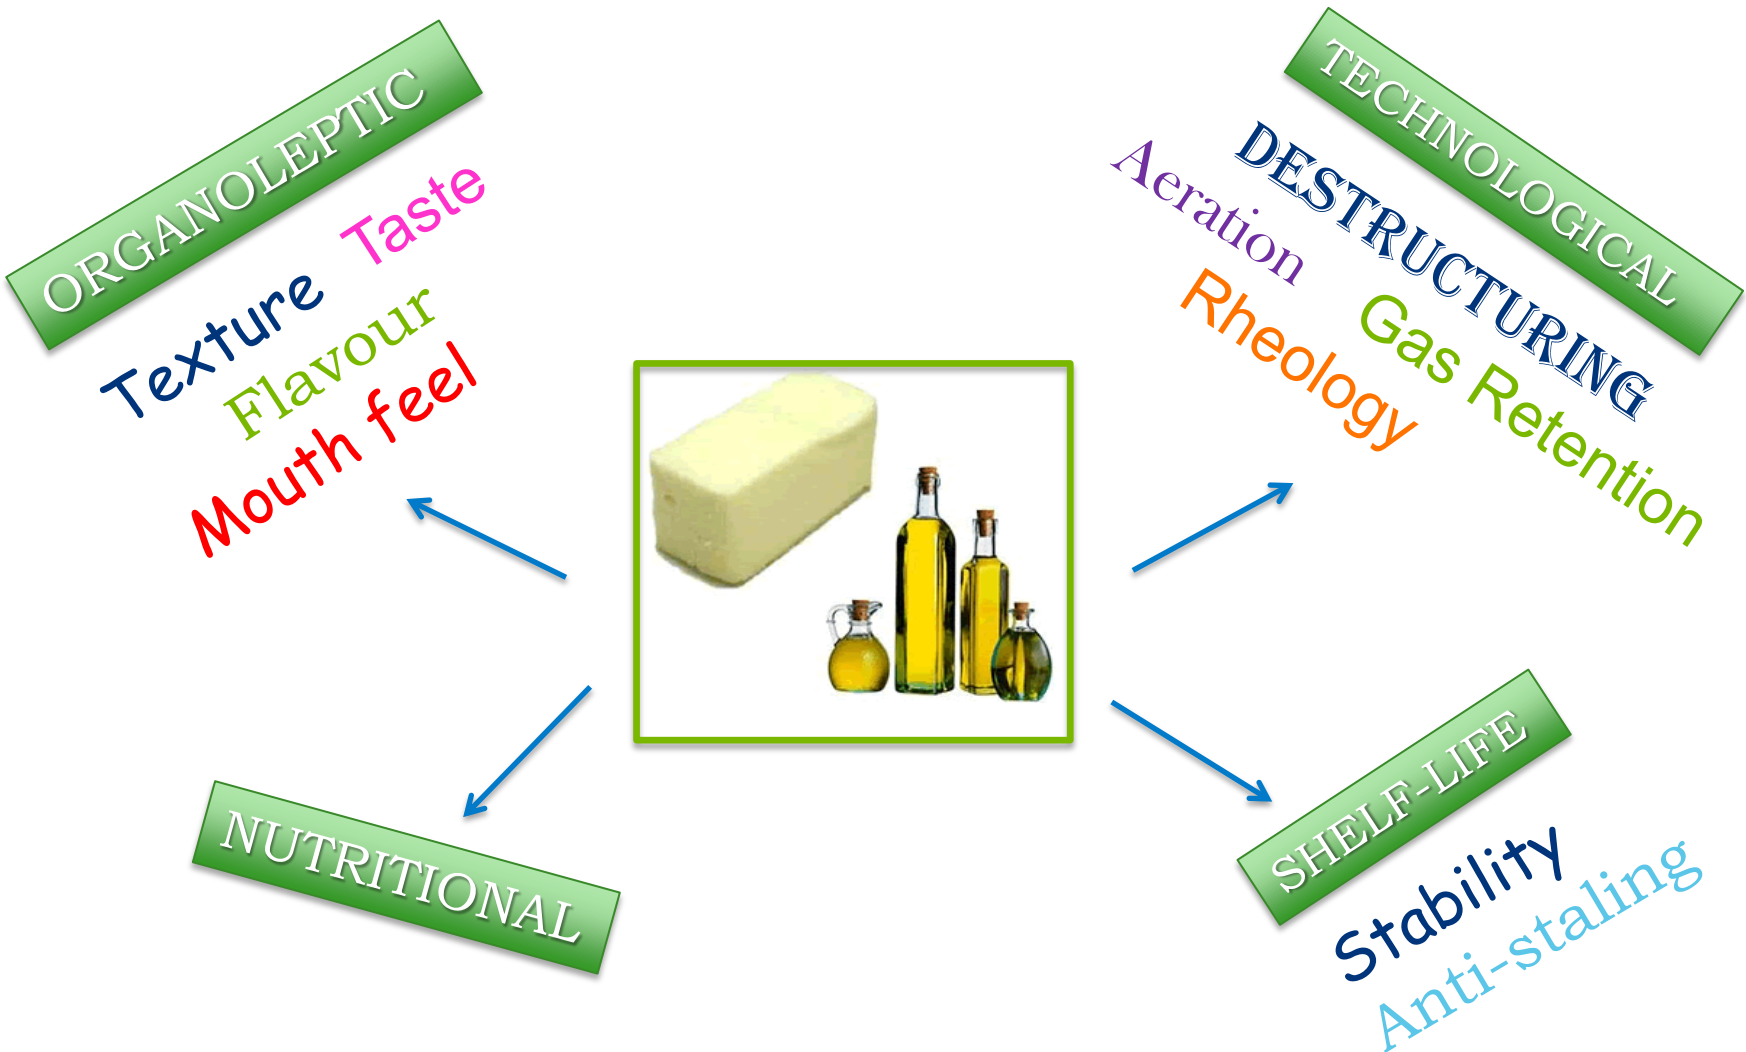 ORGANOLEPTIC
Taste
Texture
Flavour
Mouth feel
TECHNOLOGICAL
DESTRUCTURING
Aeration
Gas Retention
Rheology
NUTRITIONAL
SHELF-LIFE
Stability
Anti-staling